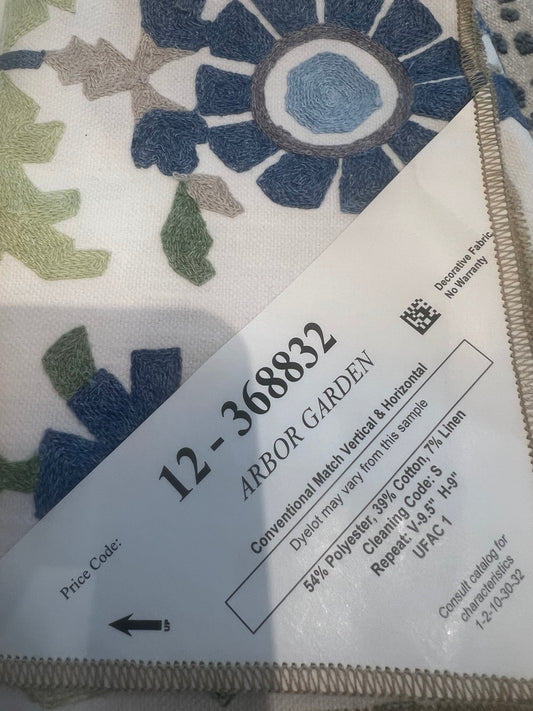 Decorative Fabric
No Warranty
12 - 368832
ARBOR GARDEN
Conventional Match Vertical & Horizontal
Dyelot may vary from this sample
54% Polyester, 39% Cotton, 7% Linen
Cleaning Code: S
Repeat: V-9.5" H-9"
UFAC 1
Price Code:
UP
Consult catalog for
characteristics
1-2-10-30-32